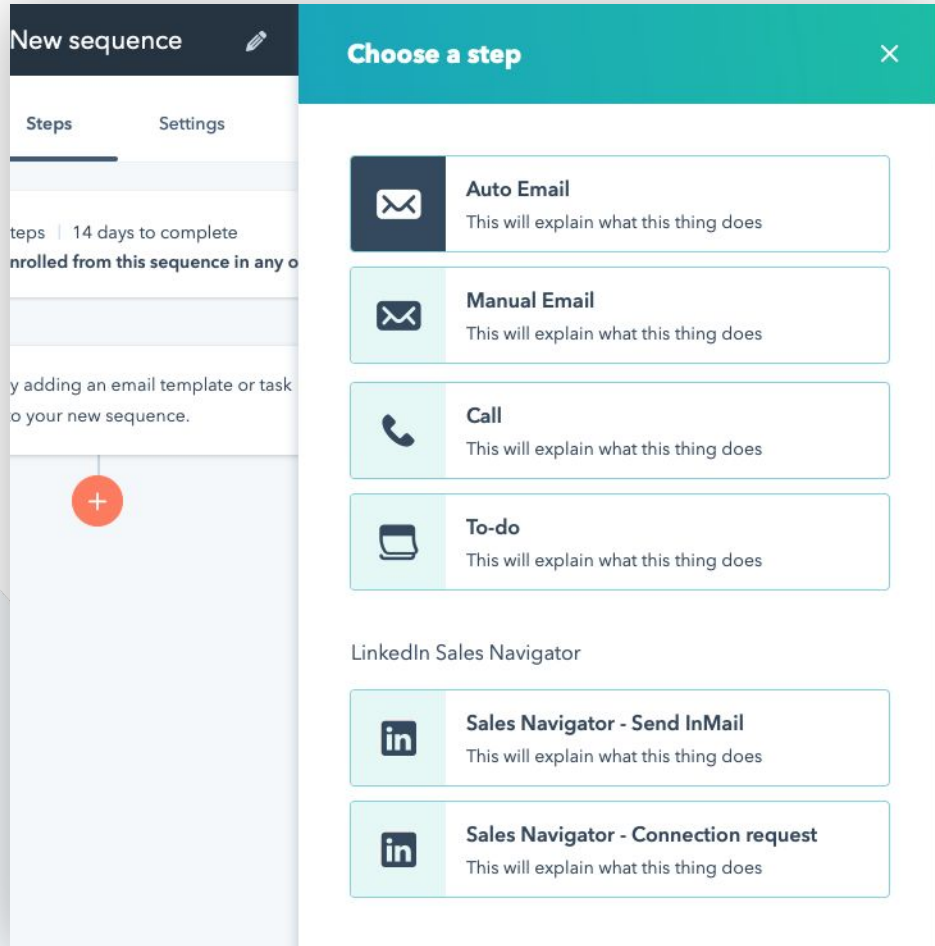 New sequence
Choose a step
Steps
Settings
teps | 14 days to complete
nrolled from this sequence in any o
y adding an email template or task
o your new sequence.
Auto Email
This will explain what this thing does
Manual Email
This will explain what this thing does
Call
This will explain what this thing does
To-do
This will explain what this thing does
LinkedIn Sales Navigator
in
Sales Navigator - Send InMail
This will explain what this thing does
in
Sales Navigator - Connection request
This will explain what this thing does